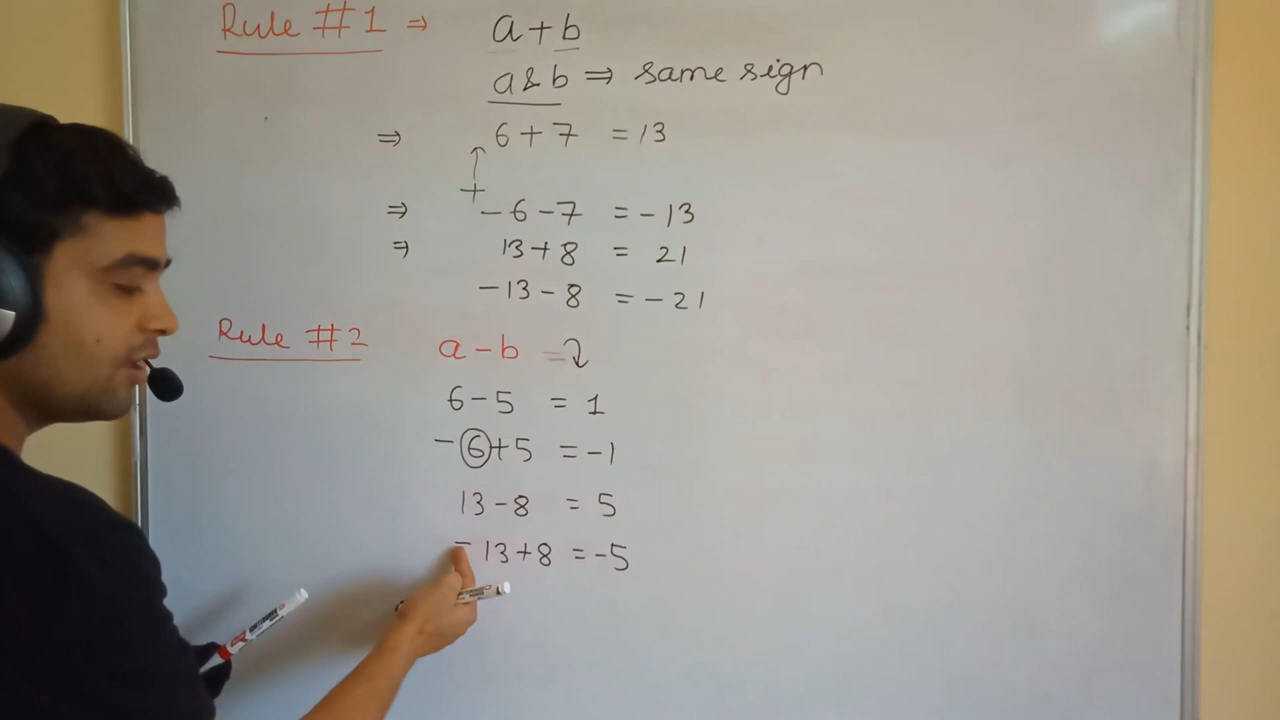 Rule #1 ⇒ a+b
a&b ⇒ same sign
⇒ 6+7 =13
+
⇒ -6-7 =-13
⇒ 13+8 = 21
-13-8 =-21
Rule #2 a-b =
6-5 = 1
-6+5 =-1
13-8 = 5
-13+8 =-5